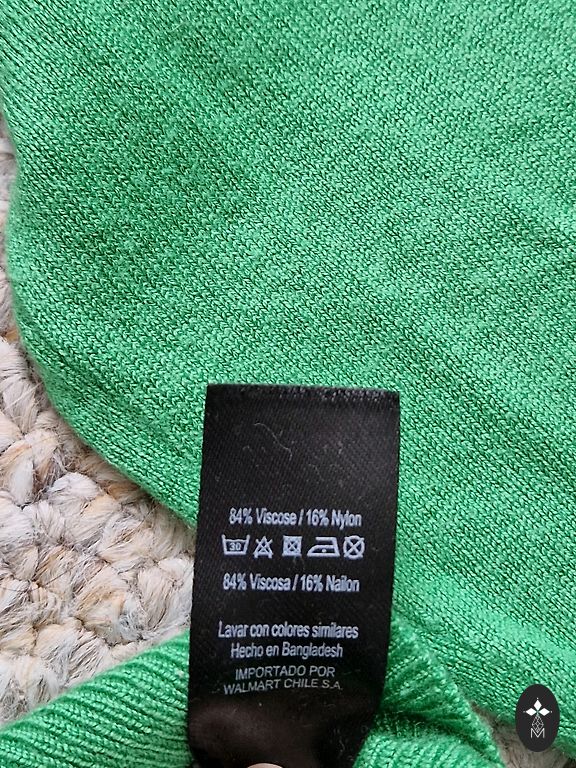 84% Viscose / 16% Nylon
30
84% Viscosa / 16% Nailon
Lavar con colores similares
Hecho en Bangladesh
IMPORTADO POR
WALMART CHILE S.A.
M